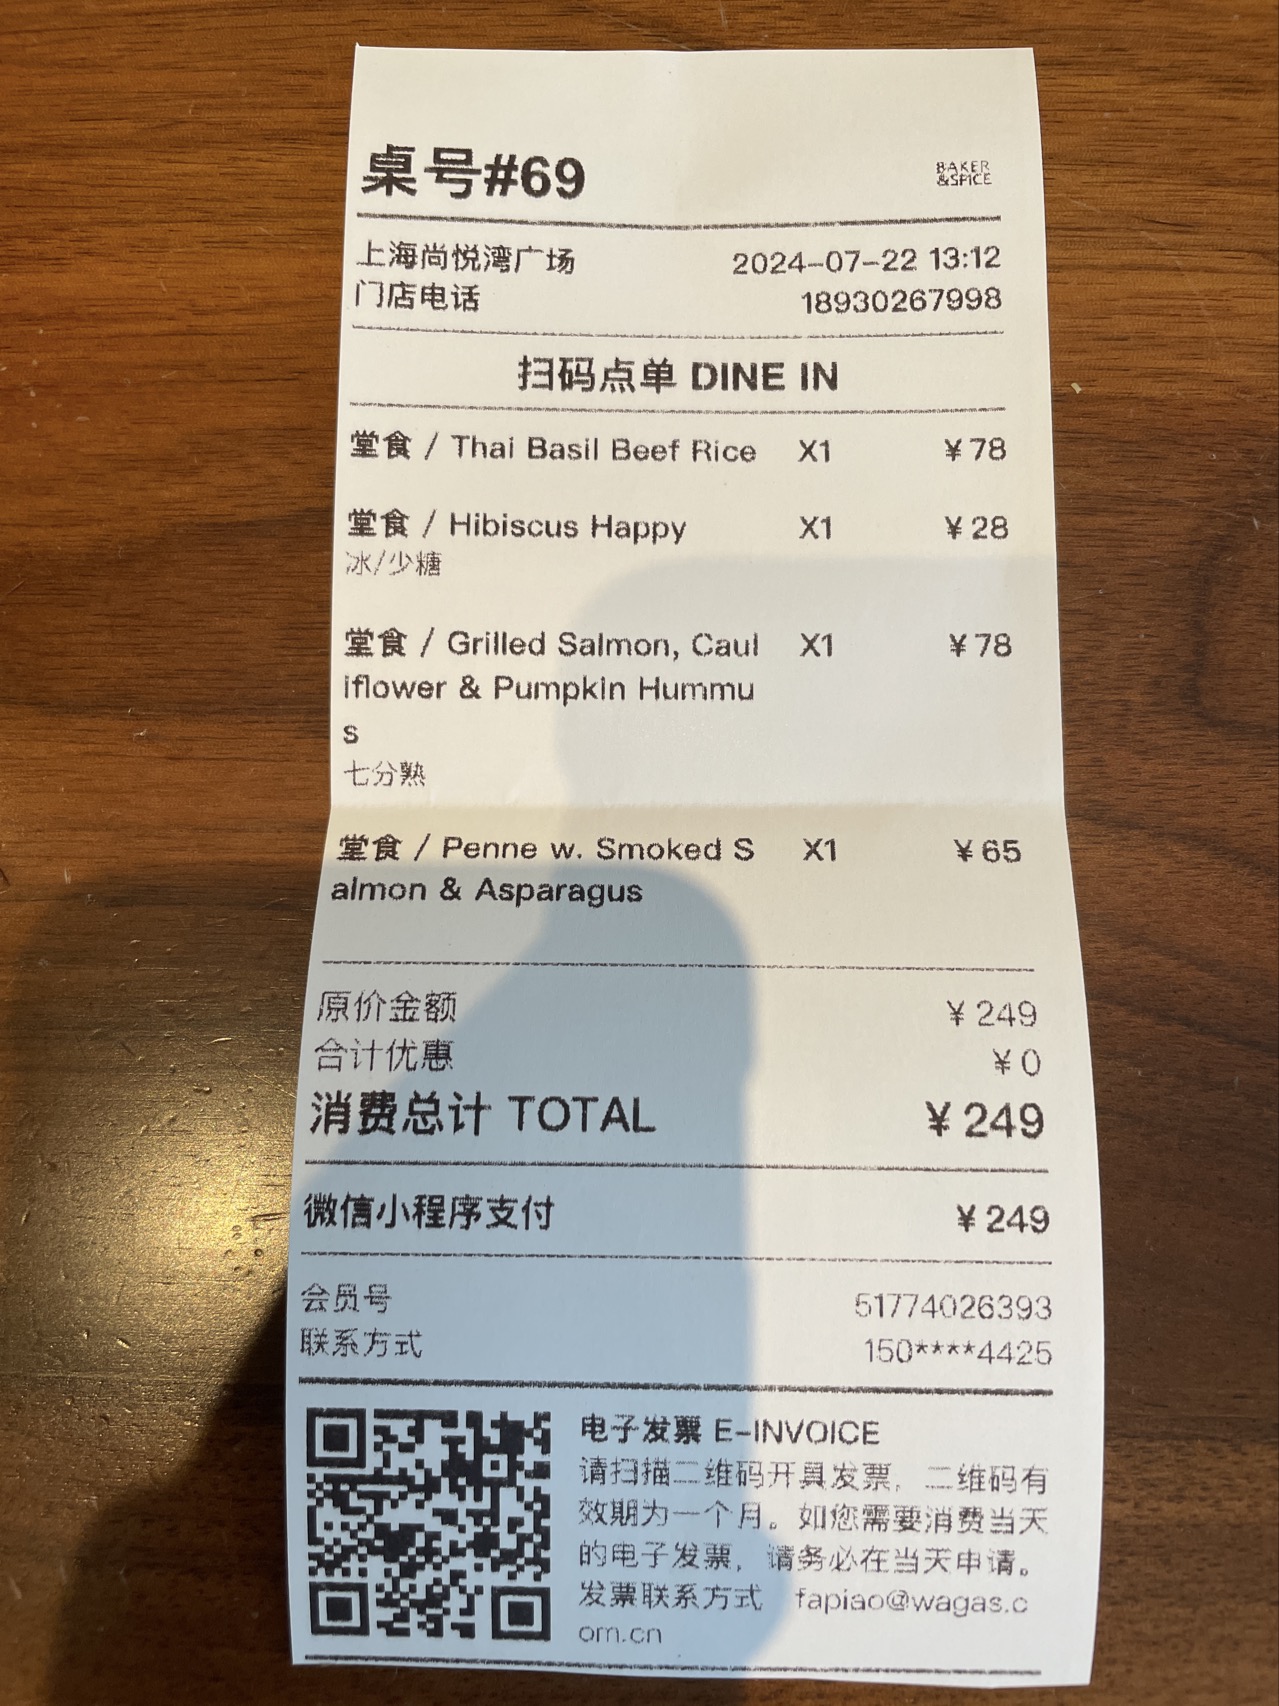 桌号#69
BAKER
&SPICE
上海尚悦湾广场 2024-07-22 13:12
门店电话 18930267998
扫码点单 DINE IN
堂食 / Thai Basil Beef Rice X1 ¥78
堂食 / Hibiscus Happy X1 ¥28
冰/少糖
堂食 / Grilled Salmon, Caul X1 ¥78
iflower & Pumpkin Hummu
s
七分熟
堂食 / Penne w. Smoked S X1 ¥65
almon & Asparagus
原价金额 ¥249
合计优惠 ¥0
消费总计 TOTAL ¥249
微信小程序支付 ¥249
会员号 51774026393
联系方式 150****4425
电子发票 E-INVOICE
请扫描二维码开具发票，二维码有
效期为一个月。如您需要消费当天
的电子发票，请务必在当天申请。
发票联系方式 fapiao@wagas.c
om.cn